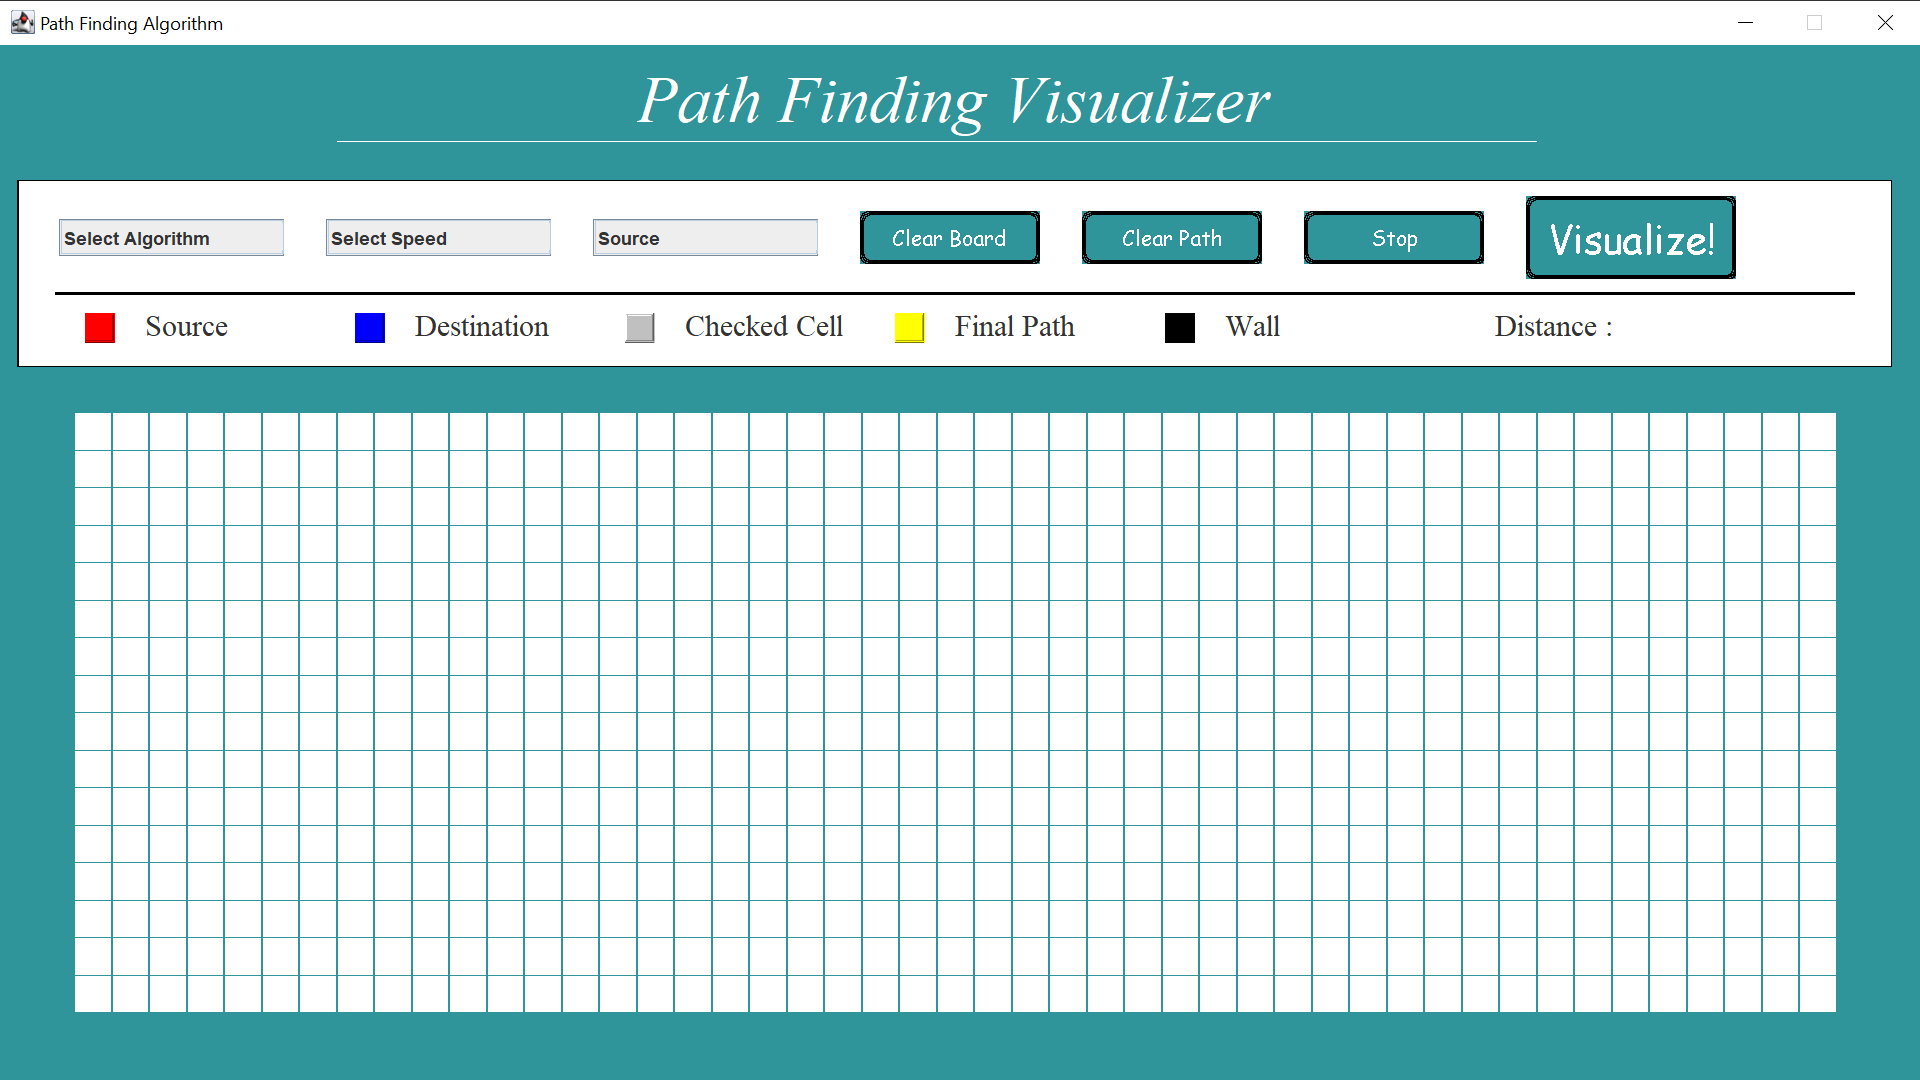 Path Finding Algorithm
Path Finding Visualizer
Select Algorithm Select Speed Source Clear Board Clear Path Stop Visualize!
Source Destination Checked Cell Final Path Wall Distance :